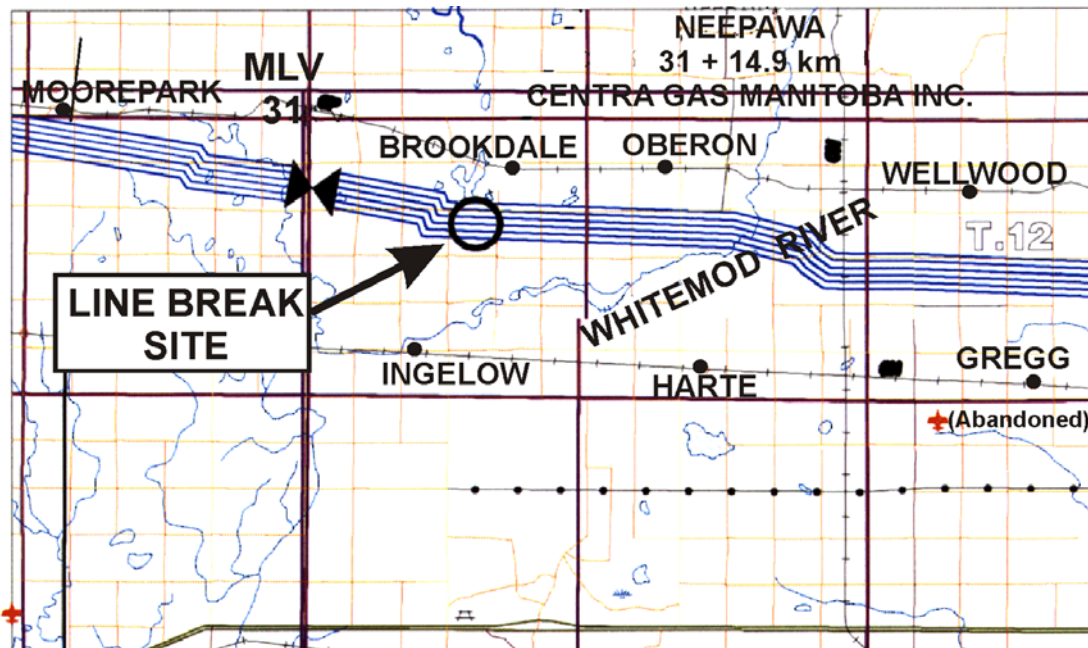 NEEPAWA
31 + 14.9 km
CENTRA GAS MANITOBA INC.
MLV
31
MOOREPARK
BROOKDALE
OBERON
WELLWOOD
T.12
WHITEMOD RIVER
LINE BREAK
SITE
INGELOW
HARTE
GREGG
(Abandoned)